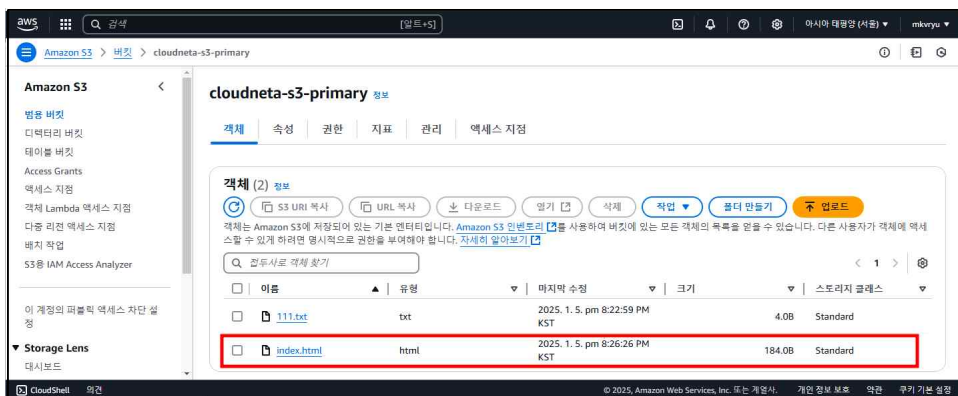 aws
검색
[알트+S]
아시아 태평양 (서울) ▼
mkvryu ▼
Amazon S3 > 버킷 > cloudneta-s3-primary
Amazon S3
범용 버킷
디렉터리 버킷
테이블 버킷
Access Grants
액세스 지점
객체 Lambda 액세스 지점
다중 리전 액세스 지점
배치 작업
S3용 IAM Access Analyzer
이 계정의 퍼블릭 액세스 차단 설
정
▼ Storage Lens
대시보드
cloudneta-s3-primary 정보
객체 속성 권한 지표 관리 액세스 지점
객체 (2) 정보
S3 URI 복사 URL 복사 다운로드 열기 삭제 작업 ▼ 폴더 만들기 업로드
객체는 Amazon S3에 저장되어 있는 기본 엔터티입니다. Amazon S3 인벤토리를 사용하여 버킷에 있는 모든 객체의 목록을 얻을 수 있습니다. 다른 사용자가 객체에 액세
스할 수 있게 하려면 명시적으로 권한을 부여해야 합니다. 자세히 알아보기
접두사로 객체 찾기
< 1 >
이름 ▲ 유형 마지막 수정 크기 스토리지 클래스
111.txt txt 2025. 1. 5. pm 8:22:59 PM KST 4.0B Standard
index.html html 2025. 1. 5. pm 8:26:26 PM KST 184.0B Standard
CloudShell 의견
© 2025, Amazon Web Services, Inc. 또는 계열사. 개인 정보 보호 약관 쿠키 기본 설정